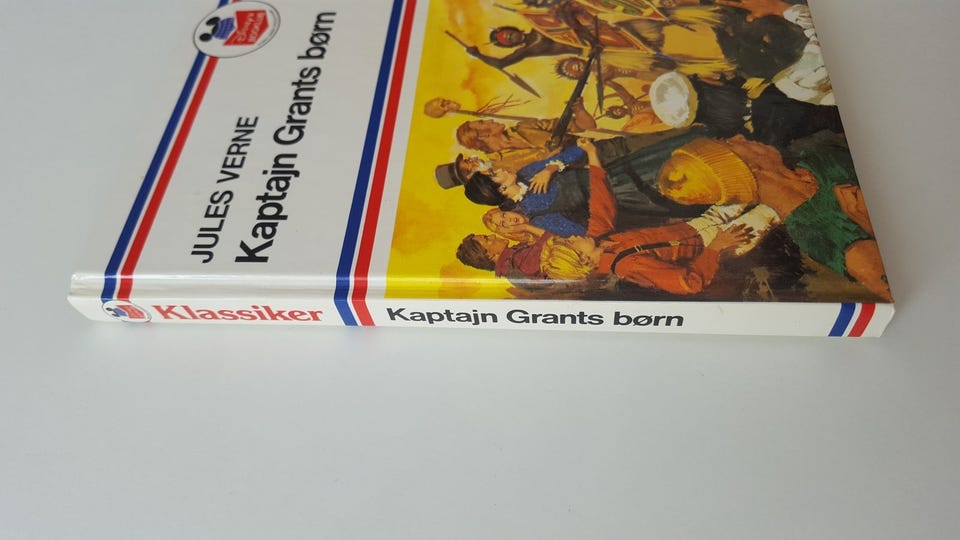 JULES VERNE
Kaptajn Grants børn
Klassiker
Kaptajn Grants børn